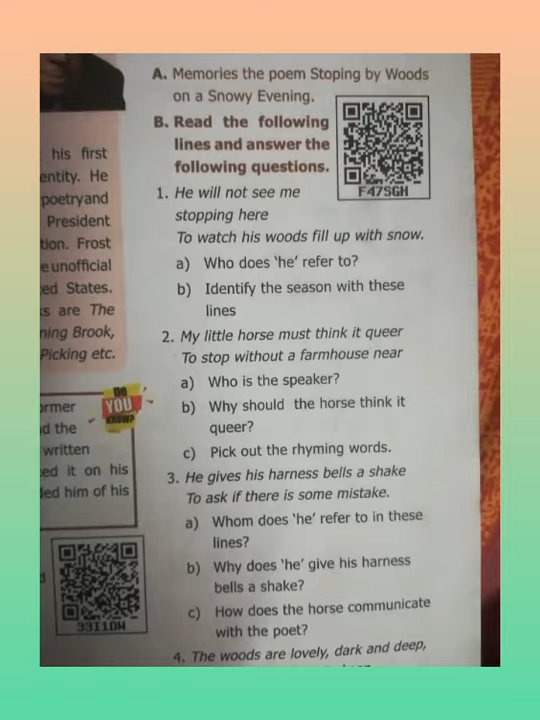 his first
entity. He
poetryand
President
tion. Frost
e unofficial
ed States.
s are The
ning Brook,
Picking etc.
DO
YOU
KNOW?
ormer
d the
written
ed it on his
led him of his
33I1DW
A. Memories the poem Stoping by Woods
on a Snowy Evening.
B. Read the following
lines and answer the
following questions.
F47SGH
1. He will not see me
stopping here
To watch his woods fill up with snow.
a) Who does 'he' refer to?
b) Identify the season with these
lines
2. My little horse must think it queer
To stop without a farmhouse near
a) Who is the speaker?
b) Why should the horse think it
queer?
c) Pick out the rhyming words.
3. He gives his harness bells a shake
To ask if there is some mistake.
a) Whom does 'he' refer to in these
lines?
b) Why does 'he' give his harness
bells a shake?
c) How does the horse communicate
with the poet?
4. The woods are lovely, dark and deep,